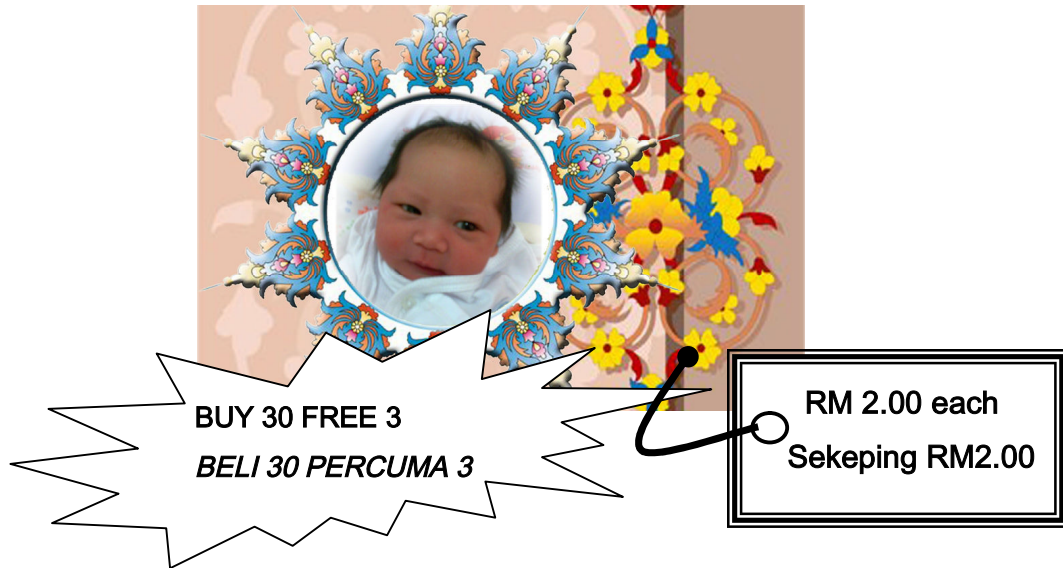 BUY 30 FREE 3
BELI 30 PERCUMA 3
RM 2.00 each
Sekeping RM2.00